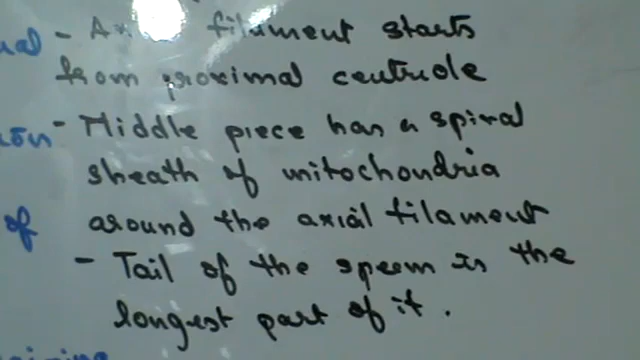 filament starts
from proximal centriole
- Middle piece has a spiral
sheath of mitochondria
of around the axial filament
- Tail of the sperm is the
longest part of it.